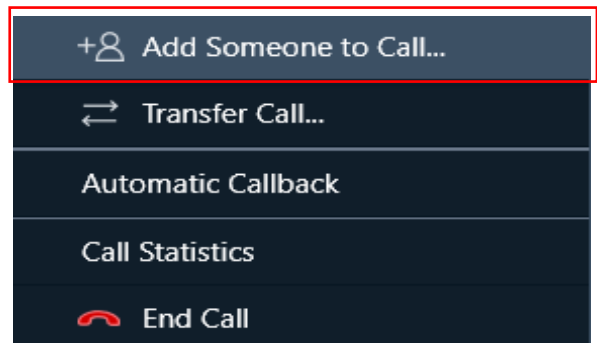 Add Someone to Call...
Transfer Call...
Automatic Callback
Call Statistics
End Call